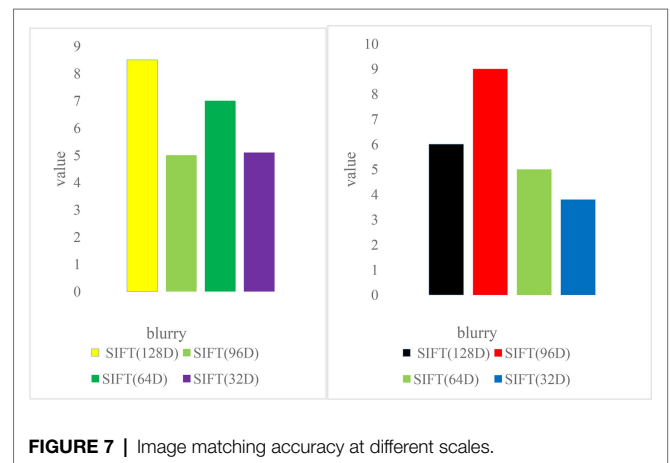 9
8
7
6
5
4
3
2
1
0
value
blurry
SIFT(128D) SIFT(96D)
SIFT(64D) SIFT(32D)
10
9
8
7
6
5
4
3
2
1
0
value
blurry
SIFT(128D) SIFT(96D)
SIFT(64D) SIFT(32D)
FIGURE 7 | Image matching accuracy at different scales.